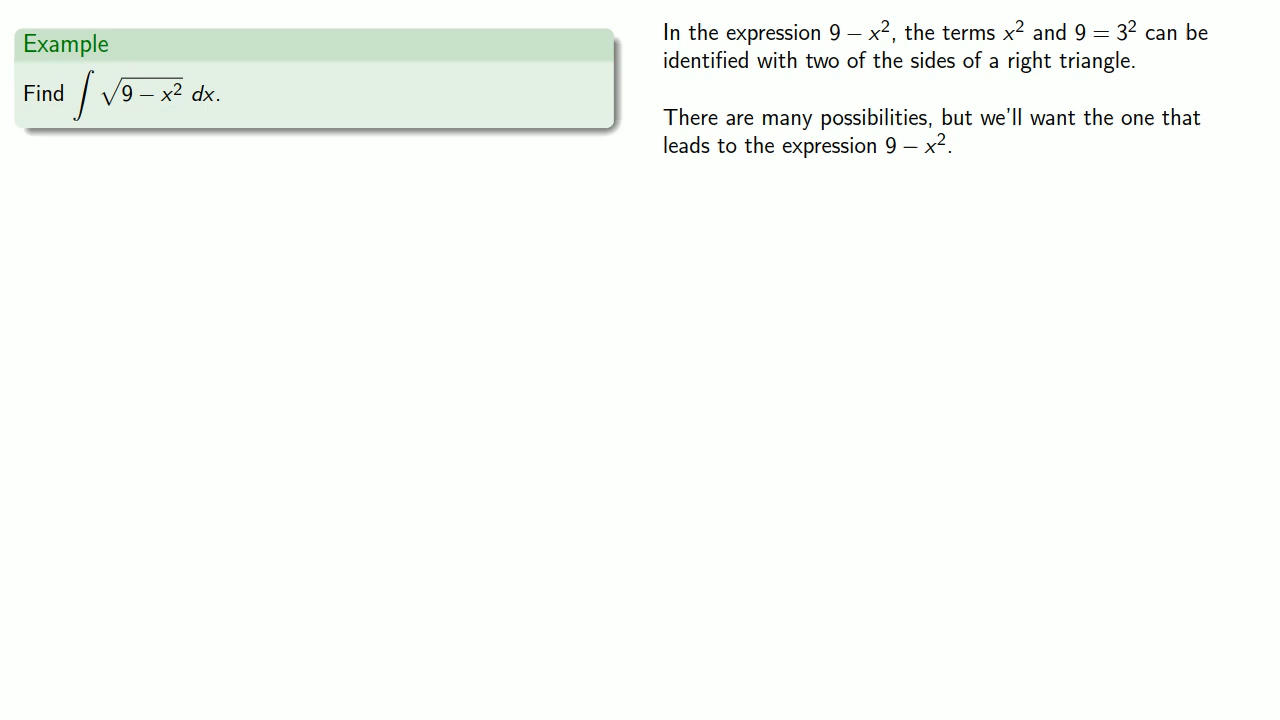 Example
Find ∫ √(9 − x²) dx.
In the expression 9 − x², the terms x² and 9 = 3² can be
identified with two of the sides of a right triangle.
There are many possibilities, but we'll want the one that
leads to the expression 9 − x².